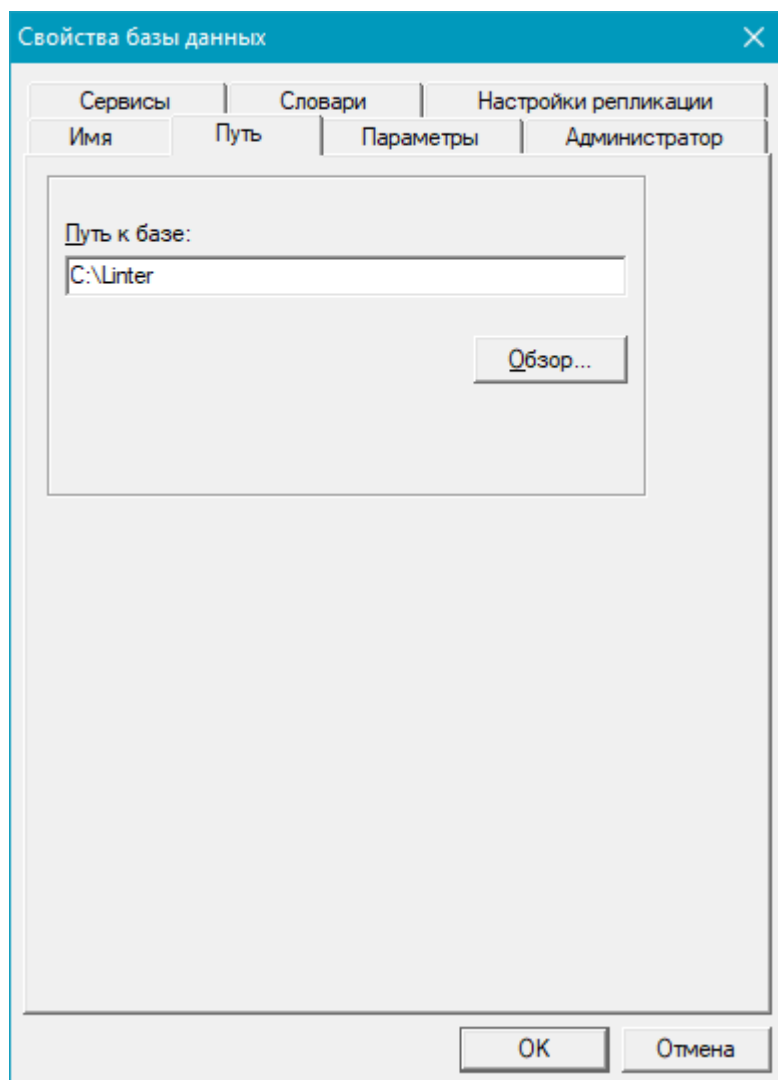 Свойства базы данных
Сервисы Словари Настройки репликации
Имя Путь Параметры Администратор
Путь к базе:
C:\Linter
Обзор...
OK Отмена